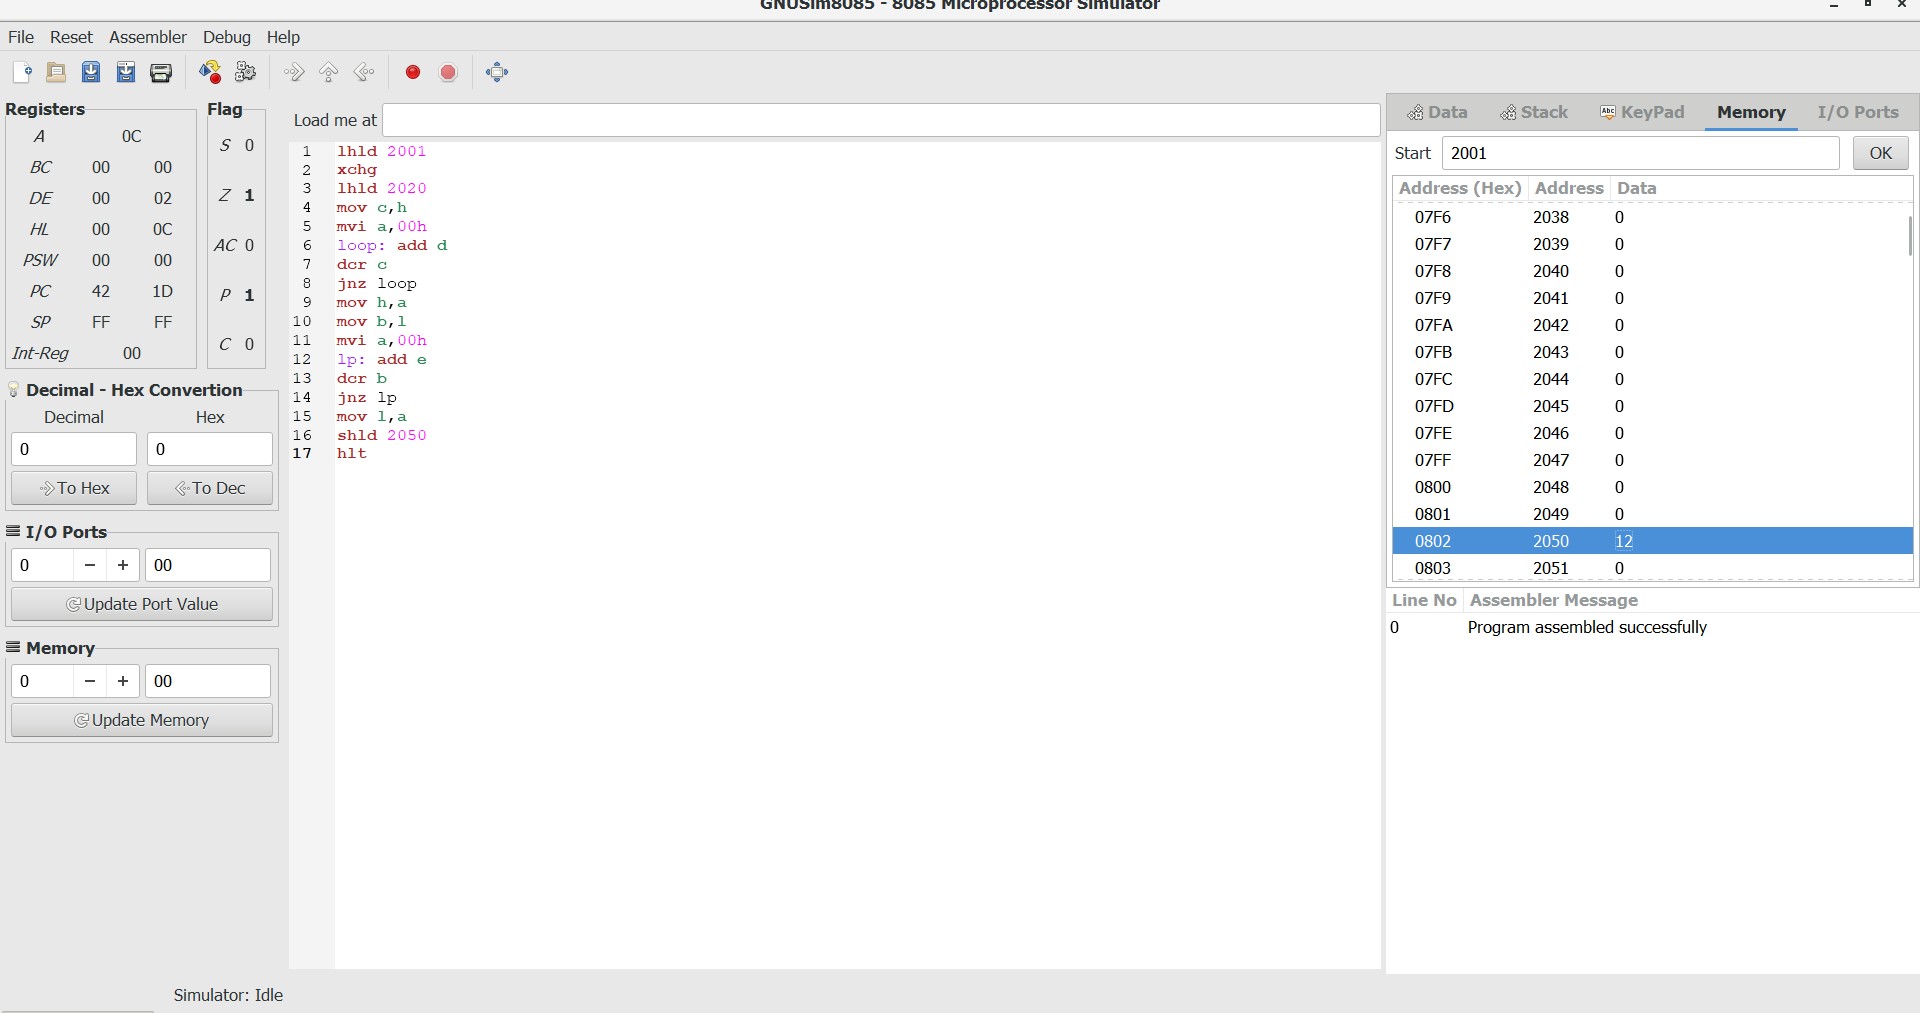 GNUSim8085 - 8085 Microprocessor Simulator
File Reset Assembler Debug Help
Registers
A 0C
BC 00 00
DE 00 02
HL 00 0C
PSW 00 00
PC 42 1D
SP FF FF
Int-Reg 00
Flag
S 0
Z 1
AC 0
P 1
C 0
Decimal - Hex Convertion
Decimal Hex
0 0
To Hex To Dec
I/O Ports
0 − + 00
Update Port Value
Memory
0 − + 00
Update Memory
Load me at
1 lhld 2001
2 xchg
3 lhld 2020
4 mov c,h
5 mvi a,00h
6 loop: add d
7 dcr c
8 jnz loop
9 mov h,a
10 mov b,l
11 mvi a,00h
12 lp: add e
13 dcr b
14 jnz lp
15 mov l,a
16 shld 2050
17 hlt
Data Stack Abc KeyPad Memory I/O Ports
Start 2001 OK
Address (Hex) Address Data
07F6 2038 0
07F7 2039 0
07F8 2040 0
07F9 2041 0
07FA 2042 0
07FB 2043 0
07FC 2044 0
07FD 2045 0
07FE 2046 0
07FF 2047 0
0800 2048 0
0801 2049 0
0802 2050 12
0803 2051 0
Line No Assembler Message
0 Program assembled successfully
Simulator: Idle